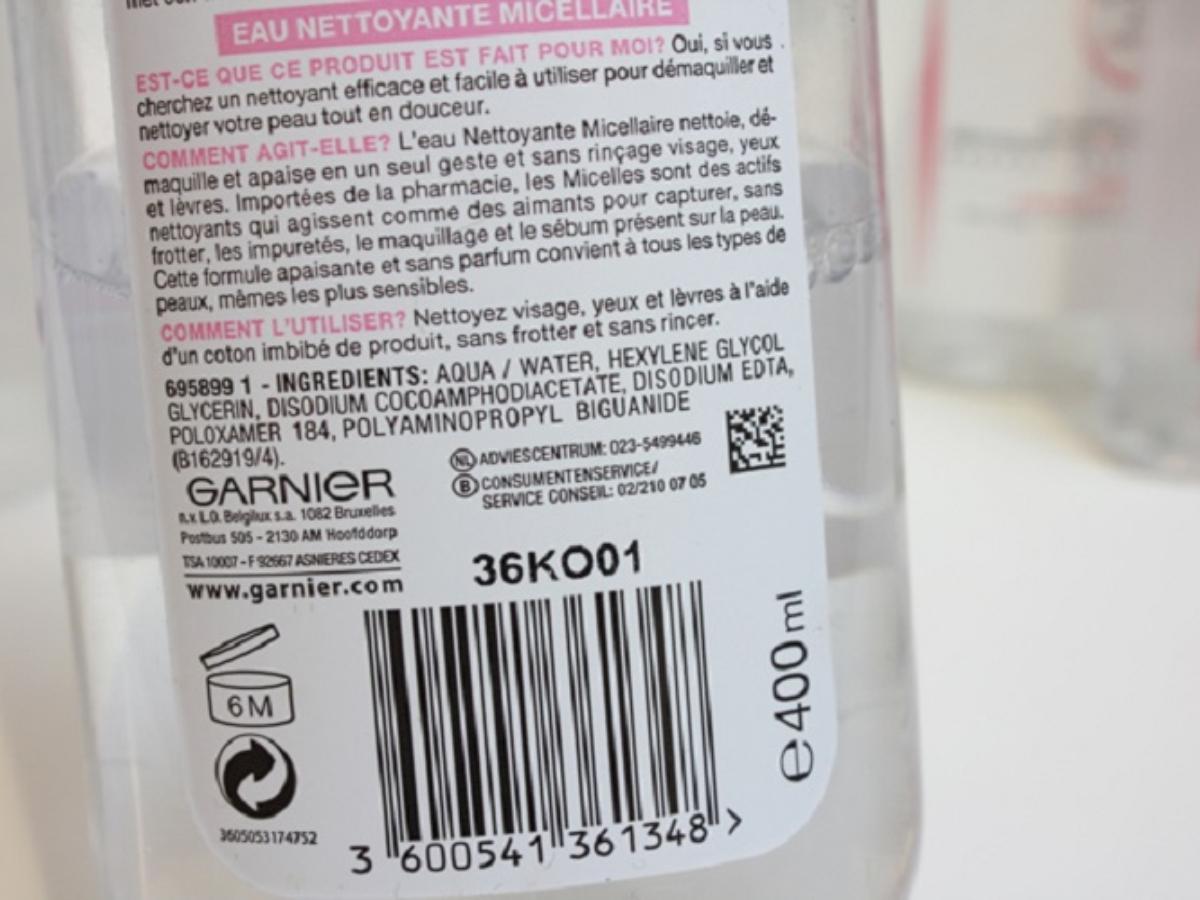 EAU NETTOYANTE MICELLAIRE
EST-CE QUE CE PRODUIT EST FAIT POUR MOI? Oui, si vous
cherchez un nettoyant efficace et facile à utiliser pour démaquiller et
nettoyer votre peau tout en douceur.
COMMENT AGIT-ELLE? L'eau Nettoyante Micellaire nettoie, dé-
maquille et apaise en un seul geste et sans rinçage visage, yeux
et lèvres. Importées de la pharmacie, les Micelles sont des actifs
nettoyants qui agissent comme des aimants pour capturer, sans
frotter, les impuretés, le maquillage et le sébum présent sur la peau.
Cette formule apaisante et sans parfum convient à tous les types de
peaux, mêmes les plus sensibles.
COMMENT L'UTILISER? Nettoyez visage, yeux et lèvres à l'aide
d'un coton imbibé de produit, sans frotter et sans rincer.
695899 1 - INGREDIENTS: AQUA / WATER, HEXYLENE GLYCOL
GLYCERIN, DISODIUM COCOAMPHODIACETATE, DISODIUM EDTA,
POLOXAMER 184, POLYAMINOPROPYL BIGUANIDE
(B162919/4).
NL ADVIESCENTRUM: 023-5499446
B CONSUMENTENSERVICE/
SERVICE CONSEIL: 02/210 07 05
GARNIER
n.v. L.O. Belgilux s.a. 1082 Bruxelles
Postbus 505 - 2130 AM Hoofddorp
TSA 10007 - F 92667 ASNIERES CEDEX
www.garnier.com
36KO01
6M
e400ml
3605053174752
3 600541 361348 >